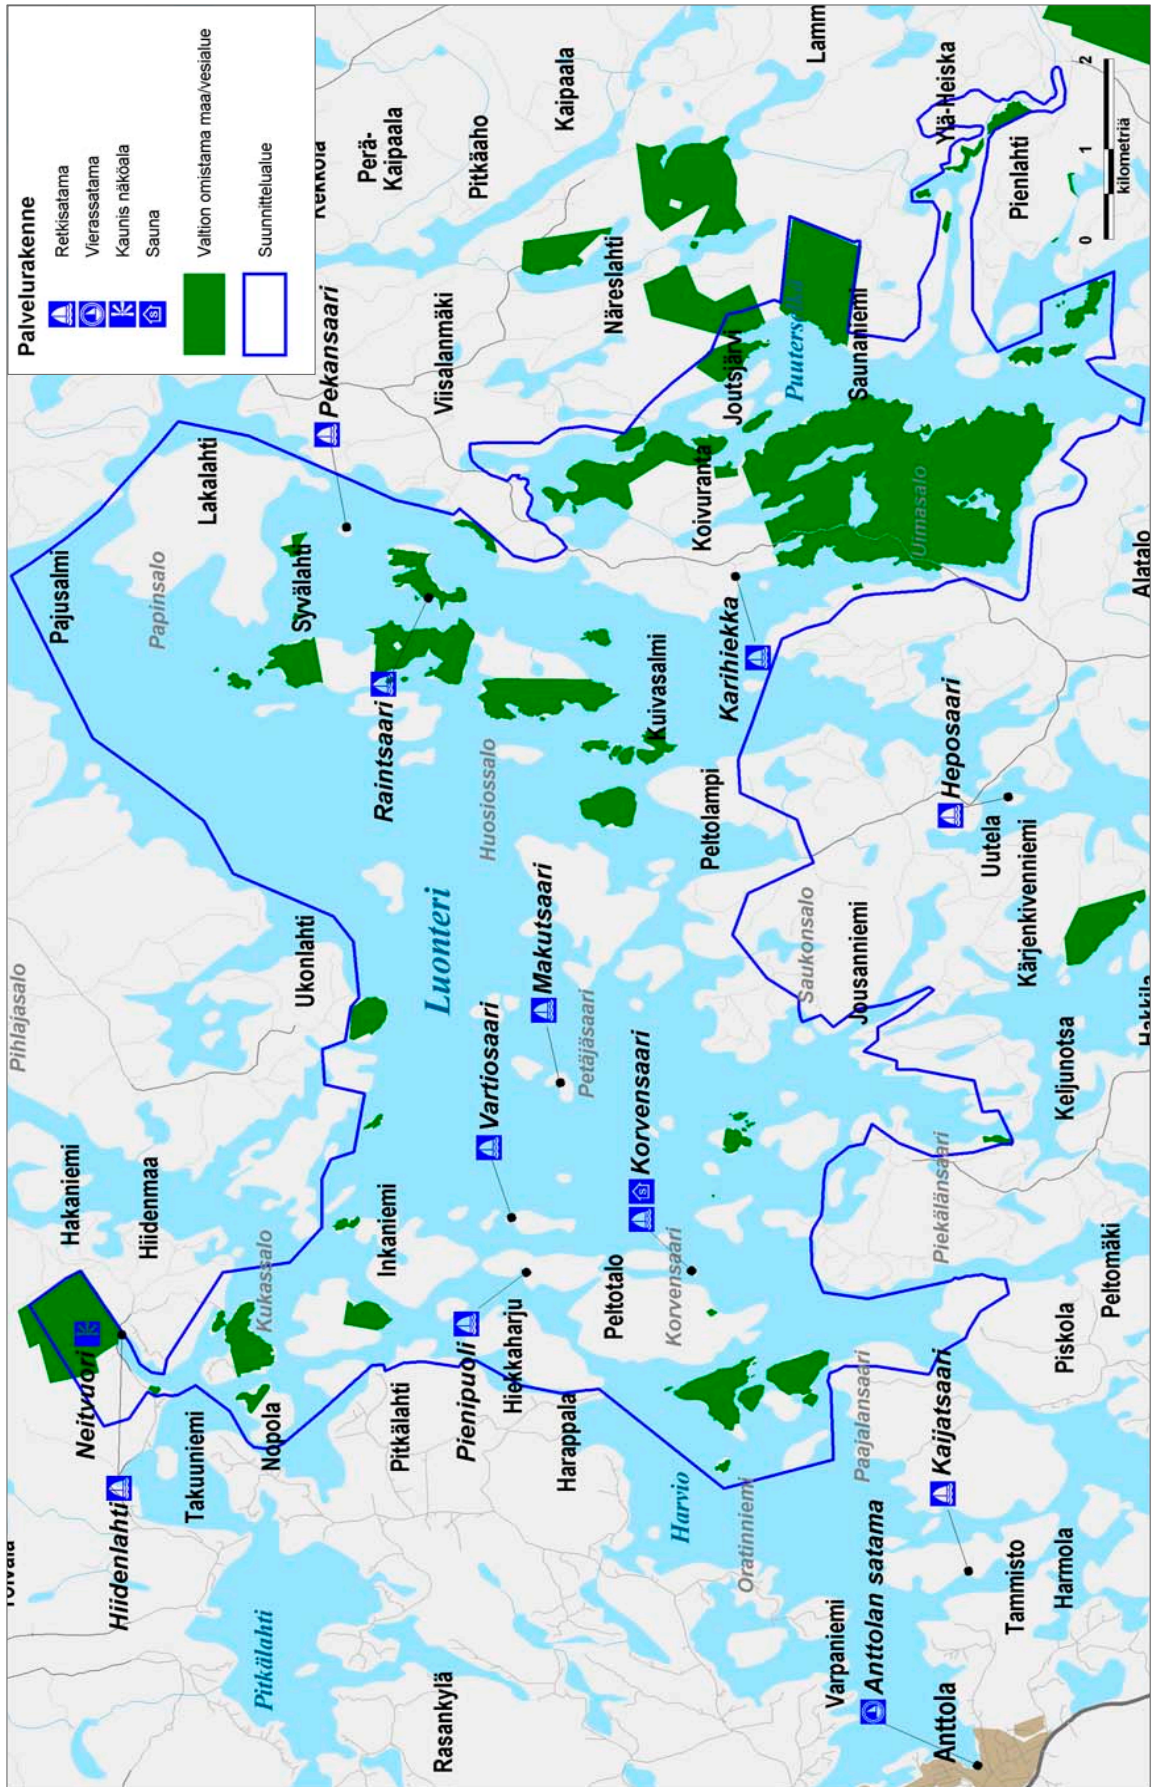 Palvelurakenne
Retkisatama
Vierassatama
Kaunis näköala
Sauna
S
Valtion omistama maa/vesialue
Suunnittelualue
Pihlajasalo
Pajusalmi
Papinsalo
Lakalahti
Syvälahti
Pekansaari
Perä-
Kaipaala
Pitkäaho
Kaipaala
Lamm
Viisalanmäki
Näreslahti
Ylä-Heiska
Pienlahti
0 1 2
kilometriä
Joutsjärvi
Saunaniemi
Koivuranta
Uimasalo
Alatalo
Raintsaari
Huosiossalo
Kuivasalmi
Karihiekka
Peltolampi
Heposaari
Uutela
Kärjenkivenniemi
Saukonsalo
Jousanniemi
Keljunotsa
Ukonlahti
Luonteri
Makutsaari
Petäjäsaari
Vartiosaari
Korvensaari
S
Korvensaari
Peltotalo
Piekälänsaari
Peltomäki
Piskola
Hakaniemi
Hiidenmaa
Kukassalo
Inkaniemi
Neitvuori
Hiidenlahti
Takuuniemi
Nopola
Pitkälahti
Pienipuoli
Hiekkaharju
Harappala
Harvio
Oratinniemi
Paajalansaari
Kaijatsaari
Tammisto
Harmola
Pitkälahti
Rasankylä
Varpaniemi
Anttolan satama
Anttola